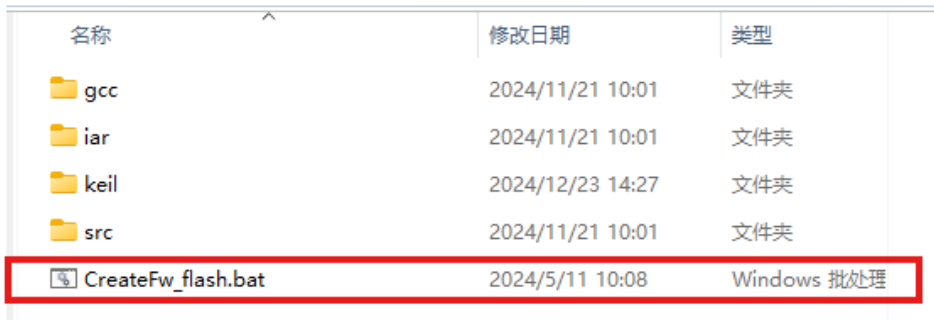 名称 修改日期 类型
gcc 2024/11/21 10:01 文件夹
iar 2024/11/21 10:01 文件夹
keil 2024/12/23 14:27 文件夹
src 2024/11/21 10:01 文件夹
CreateFw_flash.bat 2024/5/11 10:08 Windows 批处理